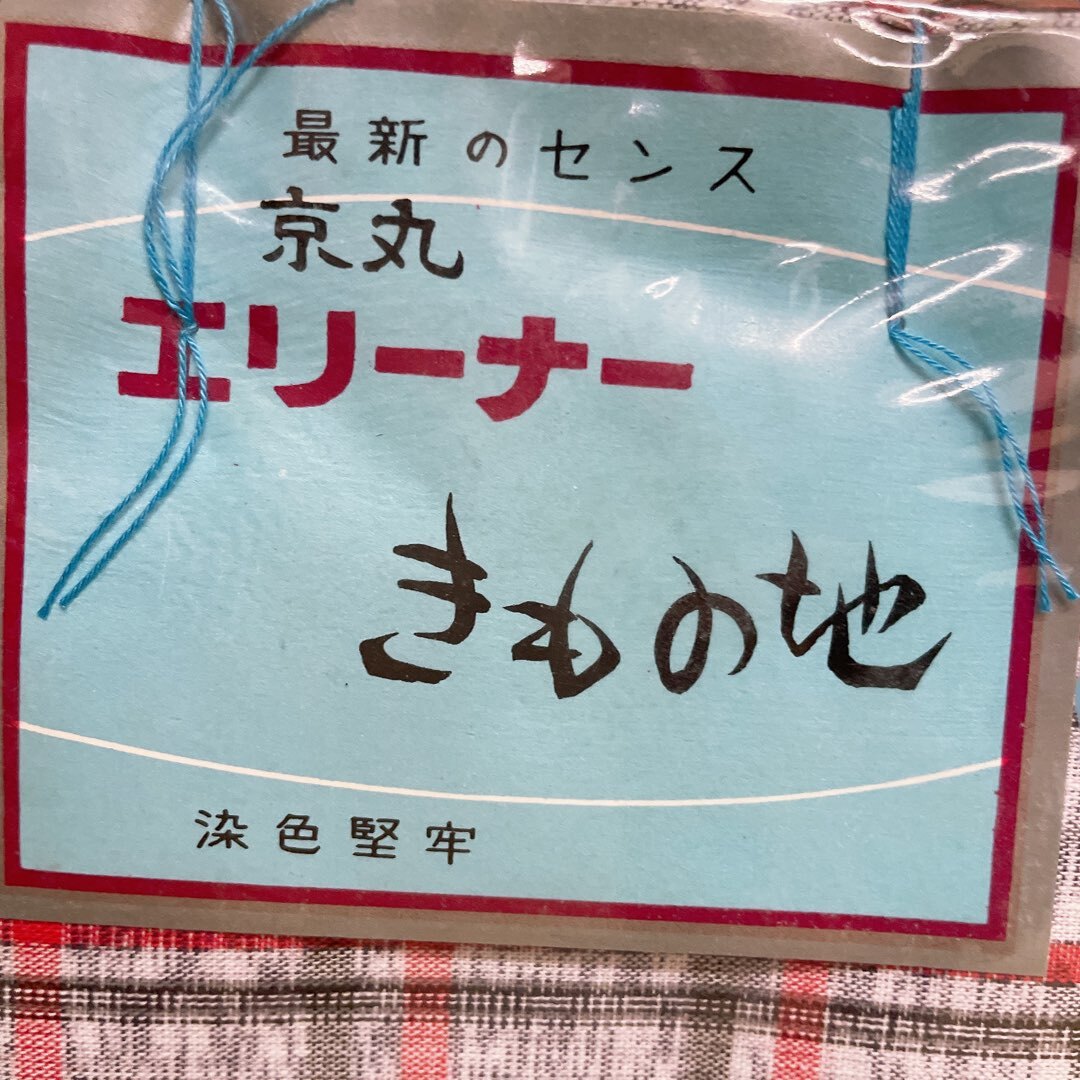 最新のセンス
京丸
エリーナー
きもの地
染色堅牢